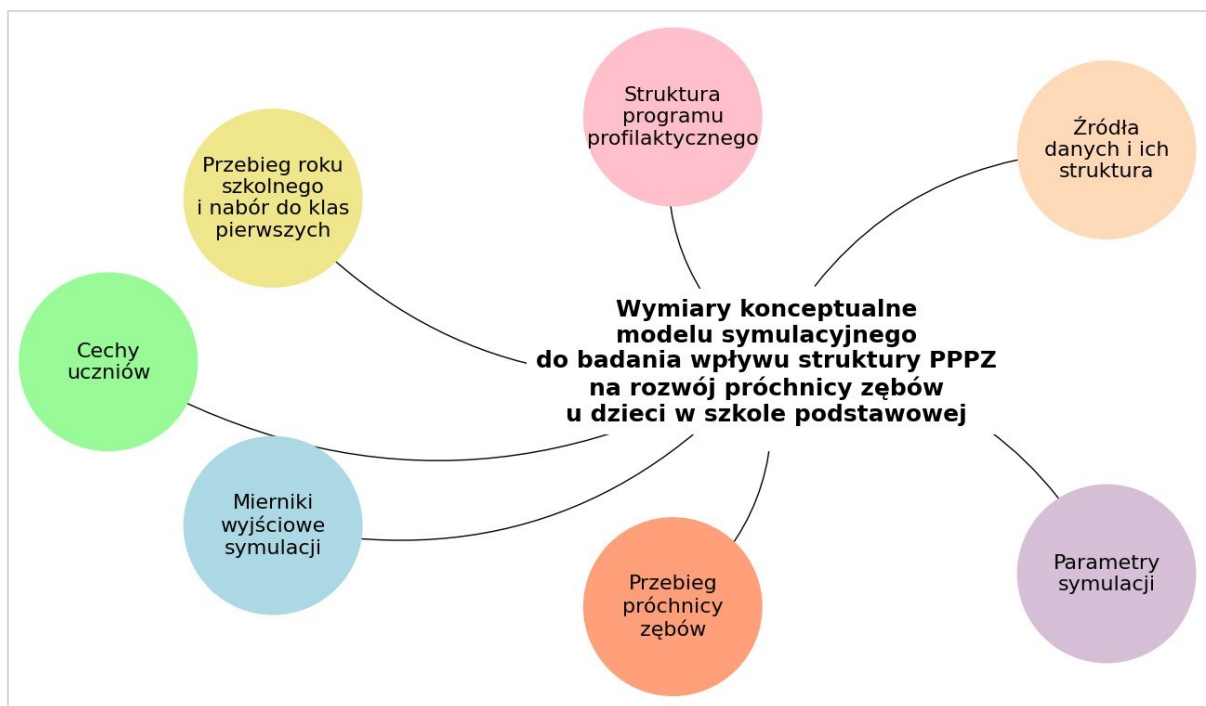 Struktura
programu
profilaktycznego
Źródła
danych i ich
struktura
Przebieg roku
szkolnego
i nabór do klas
pierwszych
Wymiary konceptualne
modelu symulacyjnego
do badania wpływu struktury PPPZ
na rozwój próchnicy zębów
u dzieci w szkole podstawowej
Cechy
uczniów
Mierniki
wyjściowe
symulacji
Przebieg
próchnicy
zębów
Parametry
symulacji